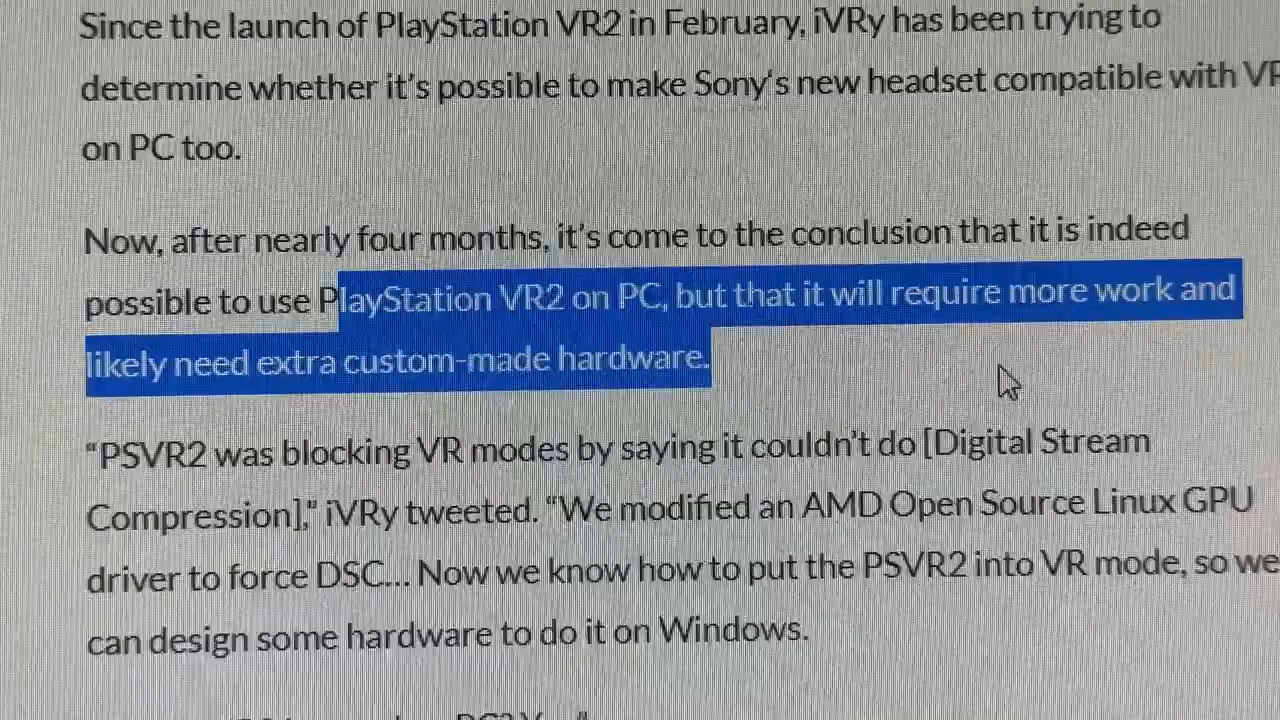 Since the launch of PlayStation VR2 in February, iVRy has been trying to
determine whether it's possible to make Sony's new headset compatible with
on PC too.
Now, after nearly four months, it's come to the conclusion that it is indeed
possible to use PlayStation VR2 on PC, but that it will require more work and
likely need extra custom-made hardware.
“PSVR2 was blocking VR modes by saying it couldn't do [Digital Stream
Compression]," iVRy tweeted. “We modified an AMD Open Source Linux GPU
driver to force DSC... Now we know how to put the PSVR2 into VR mode, so we
can design some hardware to do it on Windows.